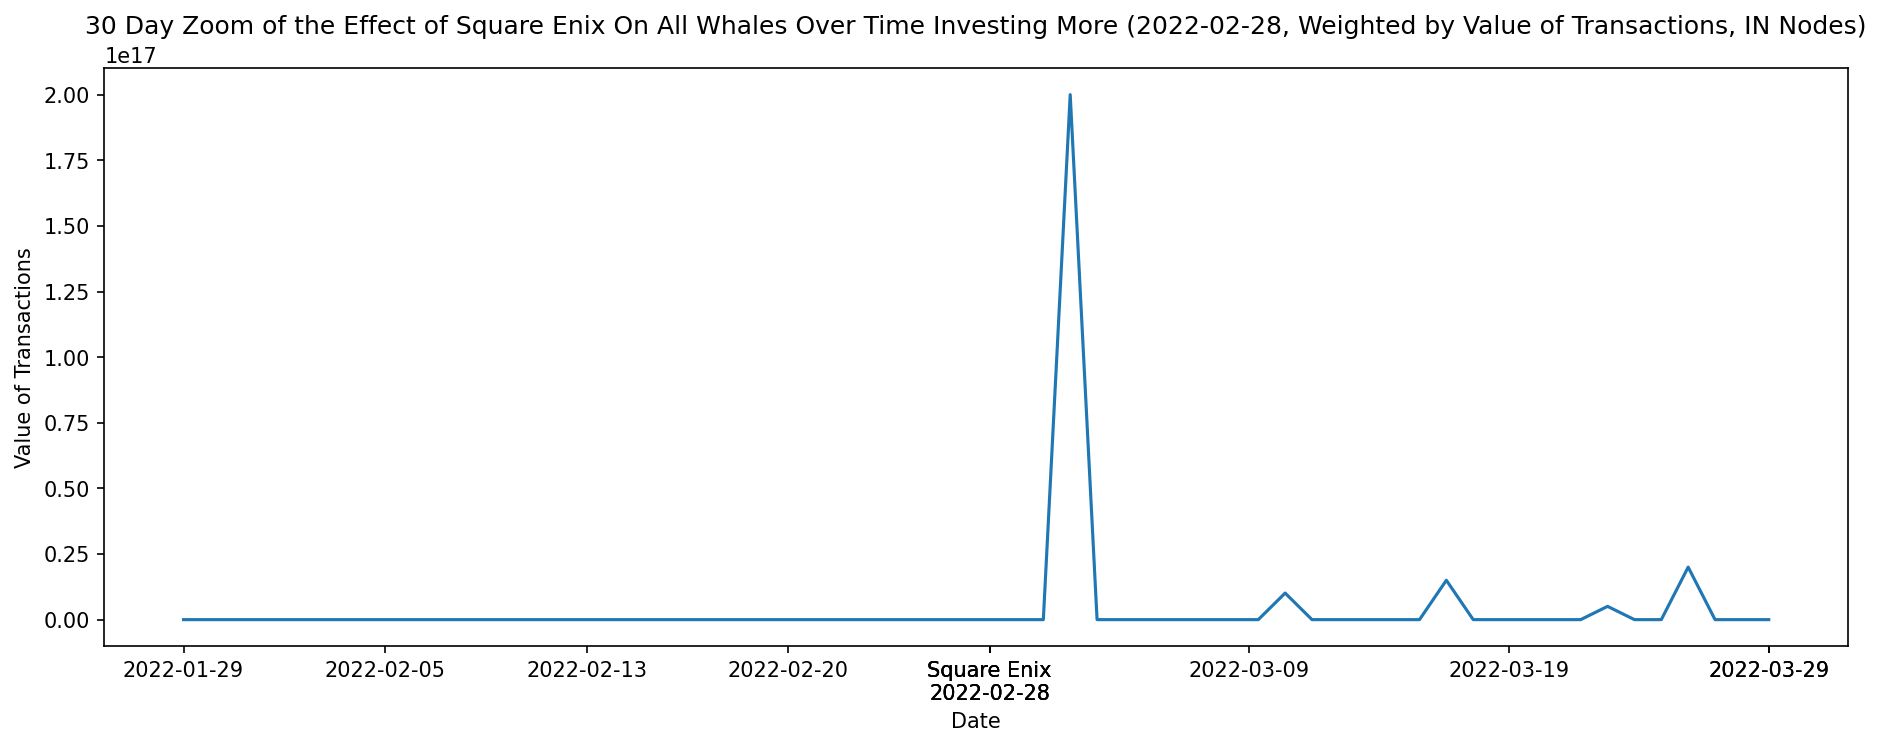 30 Day Zoom of the Effect of Square Enix On All Whales Over Time Investing More (2022-02-28, Weighted by Value of Transactions, IN Nodes)
1e17
2.00
1.75
1.50
1.25
1.00
0.75
0.50
0.25
0.00
Value of Transactions
2022-01-29 2022-02-05 2022-02-13 2022-02-20 Square Enix 2022-03-09 2022-03-19 2022-03-29
2022-02-28
Date